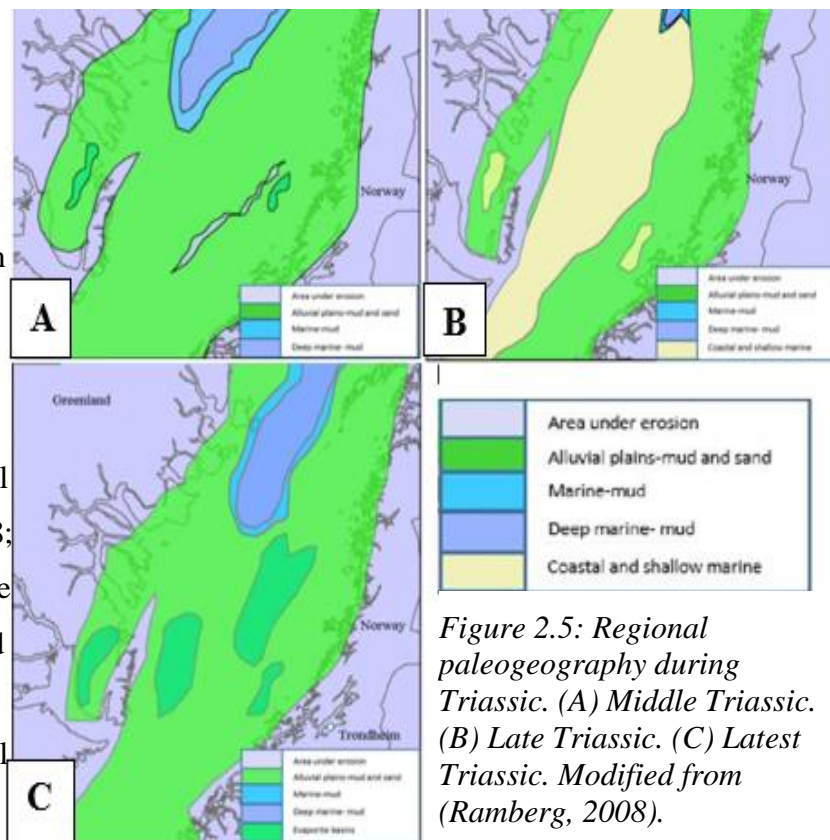 Norway
Area under erosion
Alluvial plains-mud and sand
Marine-mud
Deep marine- mud
A
Norway
Area under erosion
Alluvial plains-mud and sand
Marine-mud
Deep marine- mud
Coastal and shallow marine
B
n
l
3;
e
d
l
Greenland
Norway
Trondheim
Area under erosion
Alluvial plains-mud and sand
Marine-mud
Deep marine- mud
Evaporite basins
C
Area under erosion
Alluvial plains-mud and sand
Marine-mud
Deep marine- mud
Coastal and shallow marine
Figure 2.5: Regional
paleogeography during
Triassic. (A) Middle Triassic.
(B) Late Triassic. (C) Latest
Triassic. Modified from
(Ramberg, 2008).